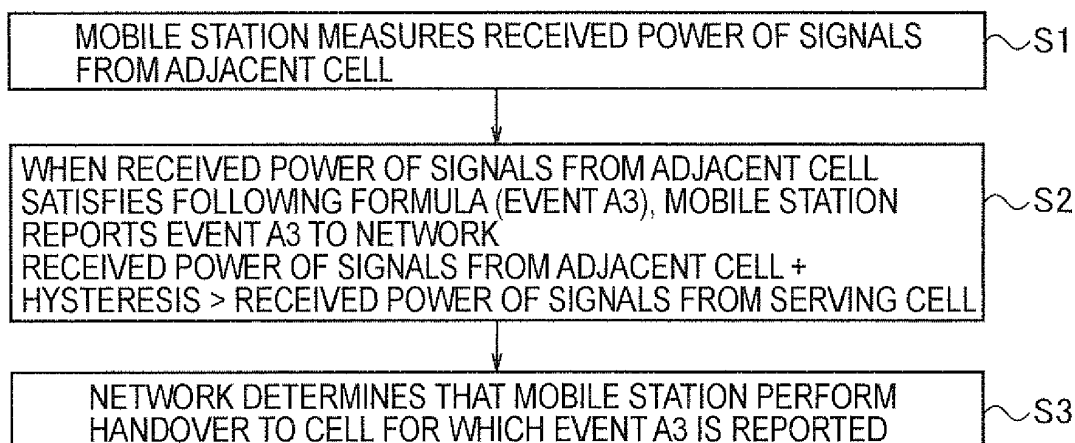 MOBILE STATION MEASURES RECEIVED POWER OF SIGNALS
FROM ADJACENT CELL
S1
WHEN RECEIVED POWER OF SIGNALS FROM ADJACENT CELL
SATISFIES FOLLOWING FORMULA (EVENT A3), MOBILE STATION
REPORTS EVENT A3 TO NETWORK
RECEIVED POWER OF SIGNALS FROM ADJACENT CELL +
HYSTERESIS > RECEIVED POWER OF SIGNALS FROM SERVING CELL
S2
NETWORK DETERMINES THAT MOBILE STATION PERFORM
HANDOVER TO CELL FOR WHICH EVENT A3 IS REPORTED
S3